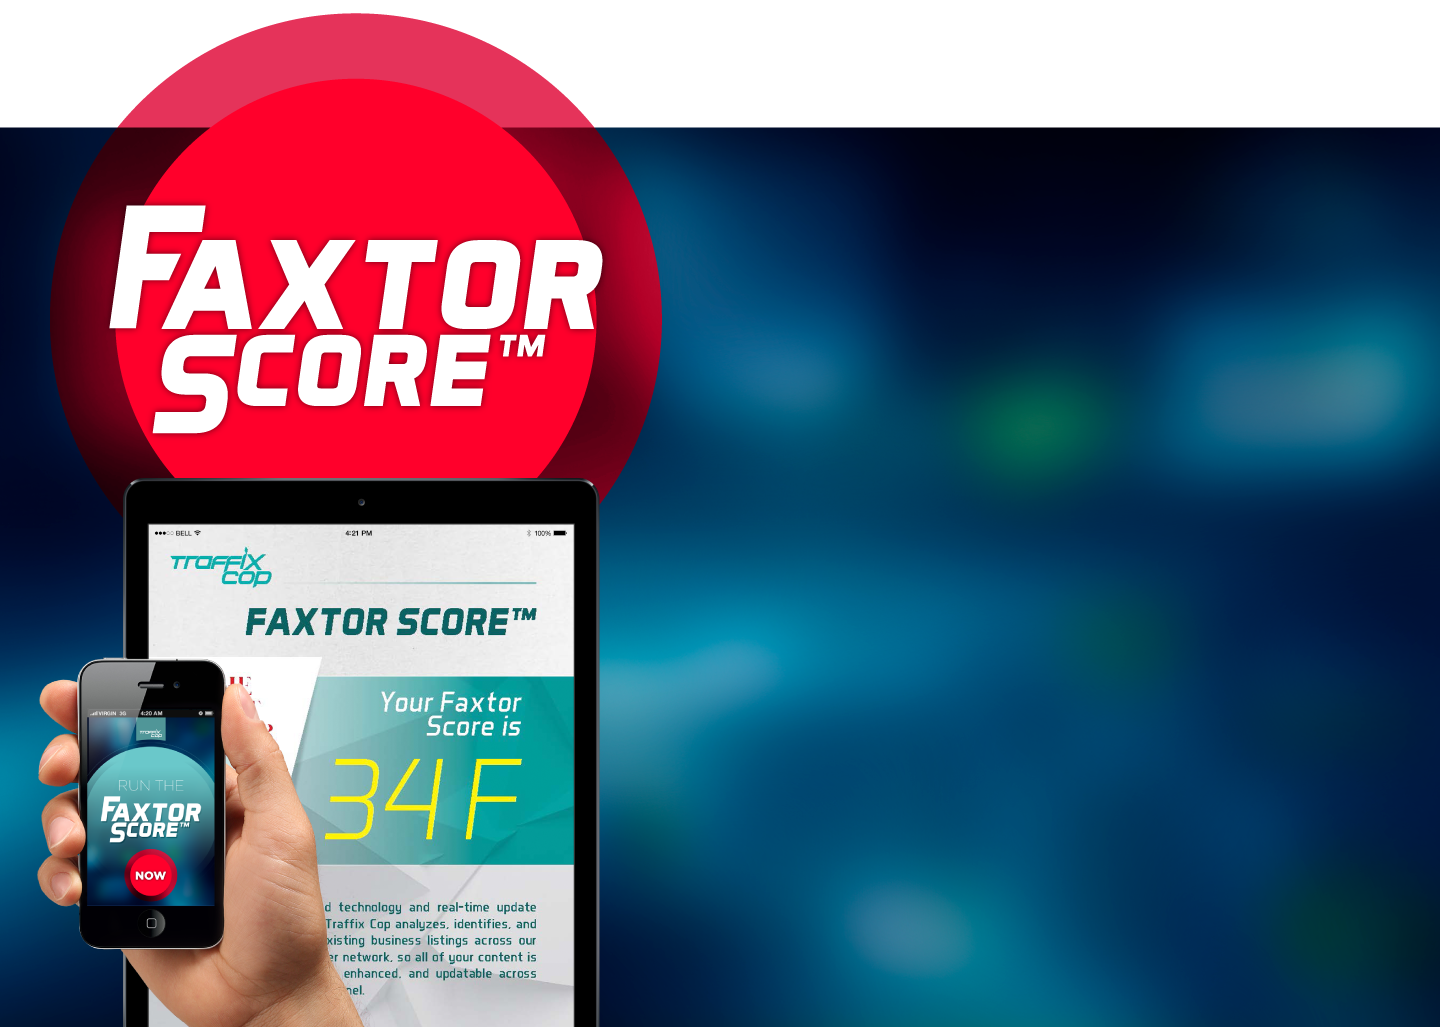 FAXTOR
SCORE™
BELL
4:21 PM
100%
TRAFFIX
COP
FAXTOR SCORE™
Your Faxtor
Score is
34 F
VIRGIN 3G
4:20 AM
TRAFFIX
COP
RUN THE
FAXTOR
SCORE™
NOW
technology and real-time update
Traffix Cop analyzes, identifies, and
business listings across our
network, so all of your content is
enhanced, and updatable across